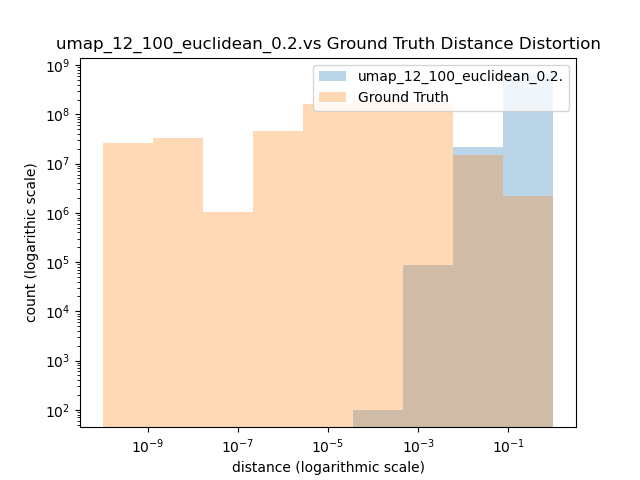 umap_12_100_euclidean_0.2.vs Ground Truth Distance Distortion
umap_12_100_euclidean_0.2.
Ground Truth
10⁹
10⁸
10⁷
10⁶
10⁵
10⁴
10³
10²
count (logarithic scale)
10⁻⁹
10⁻⁷
10⁻⁵
10⁻³
10⁻¹
distance (logarithmic scale)